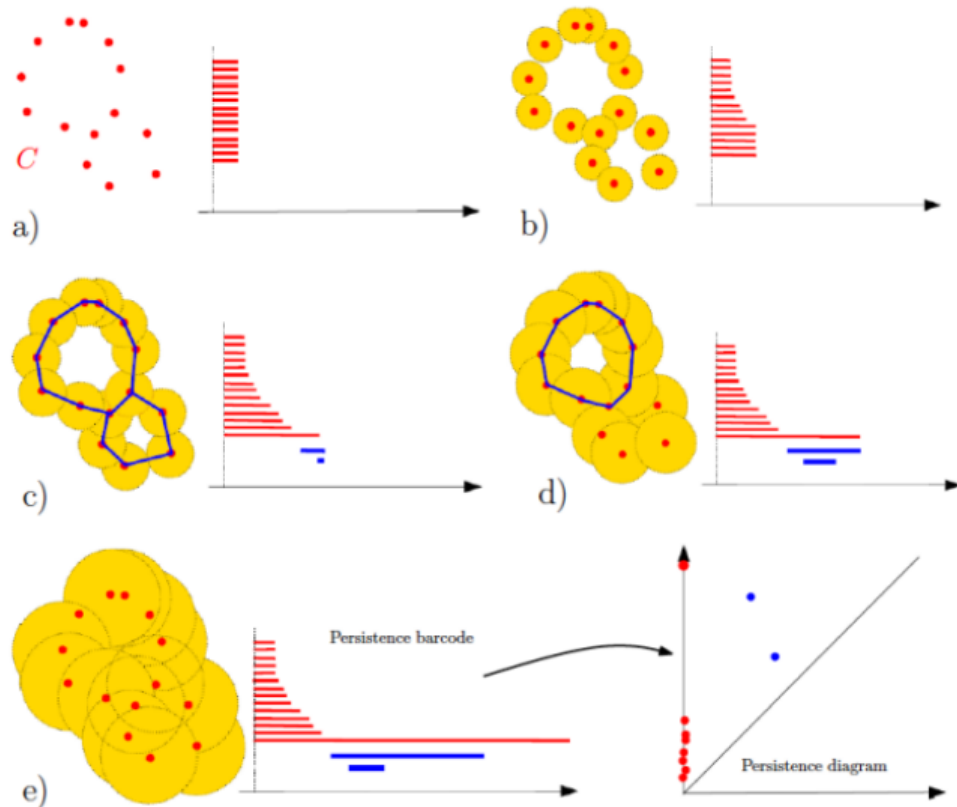 C
a)
b)
c)
d)
Persistence barcode
e)
Persistence diagram